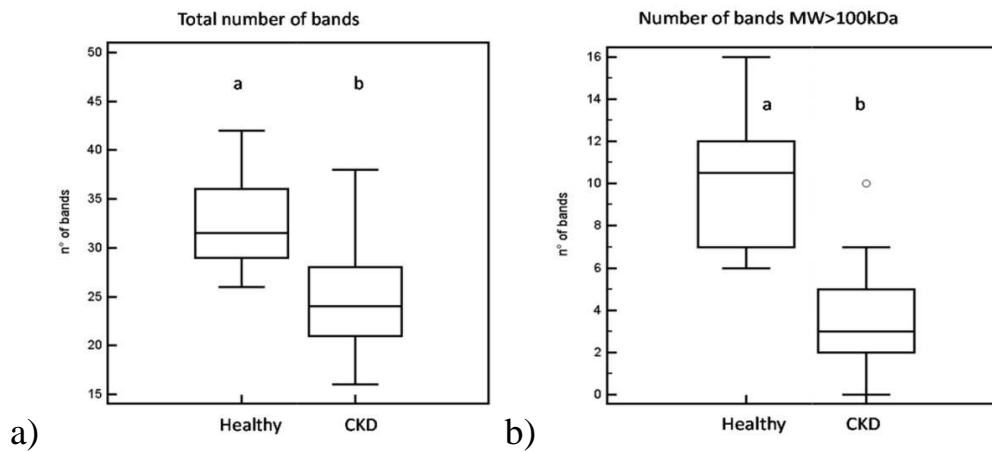 Total number of bands
50
45
40
35
30
25
20
15
n° of bands
a
b
Healthy
CKD
a)
Number of bands MW>100kDa
16
14
12
10
8
6
4
2
0
n° of bands
a
b
Healthy
CKD
b)